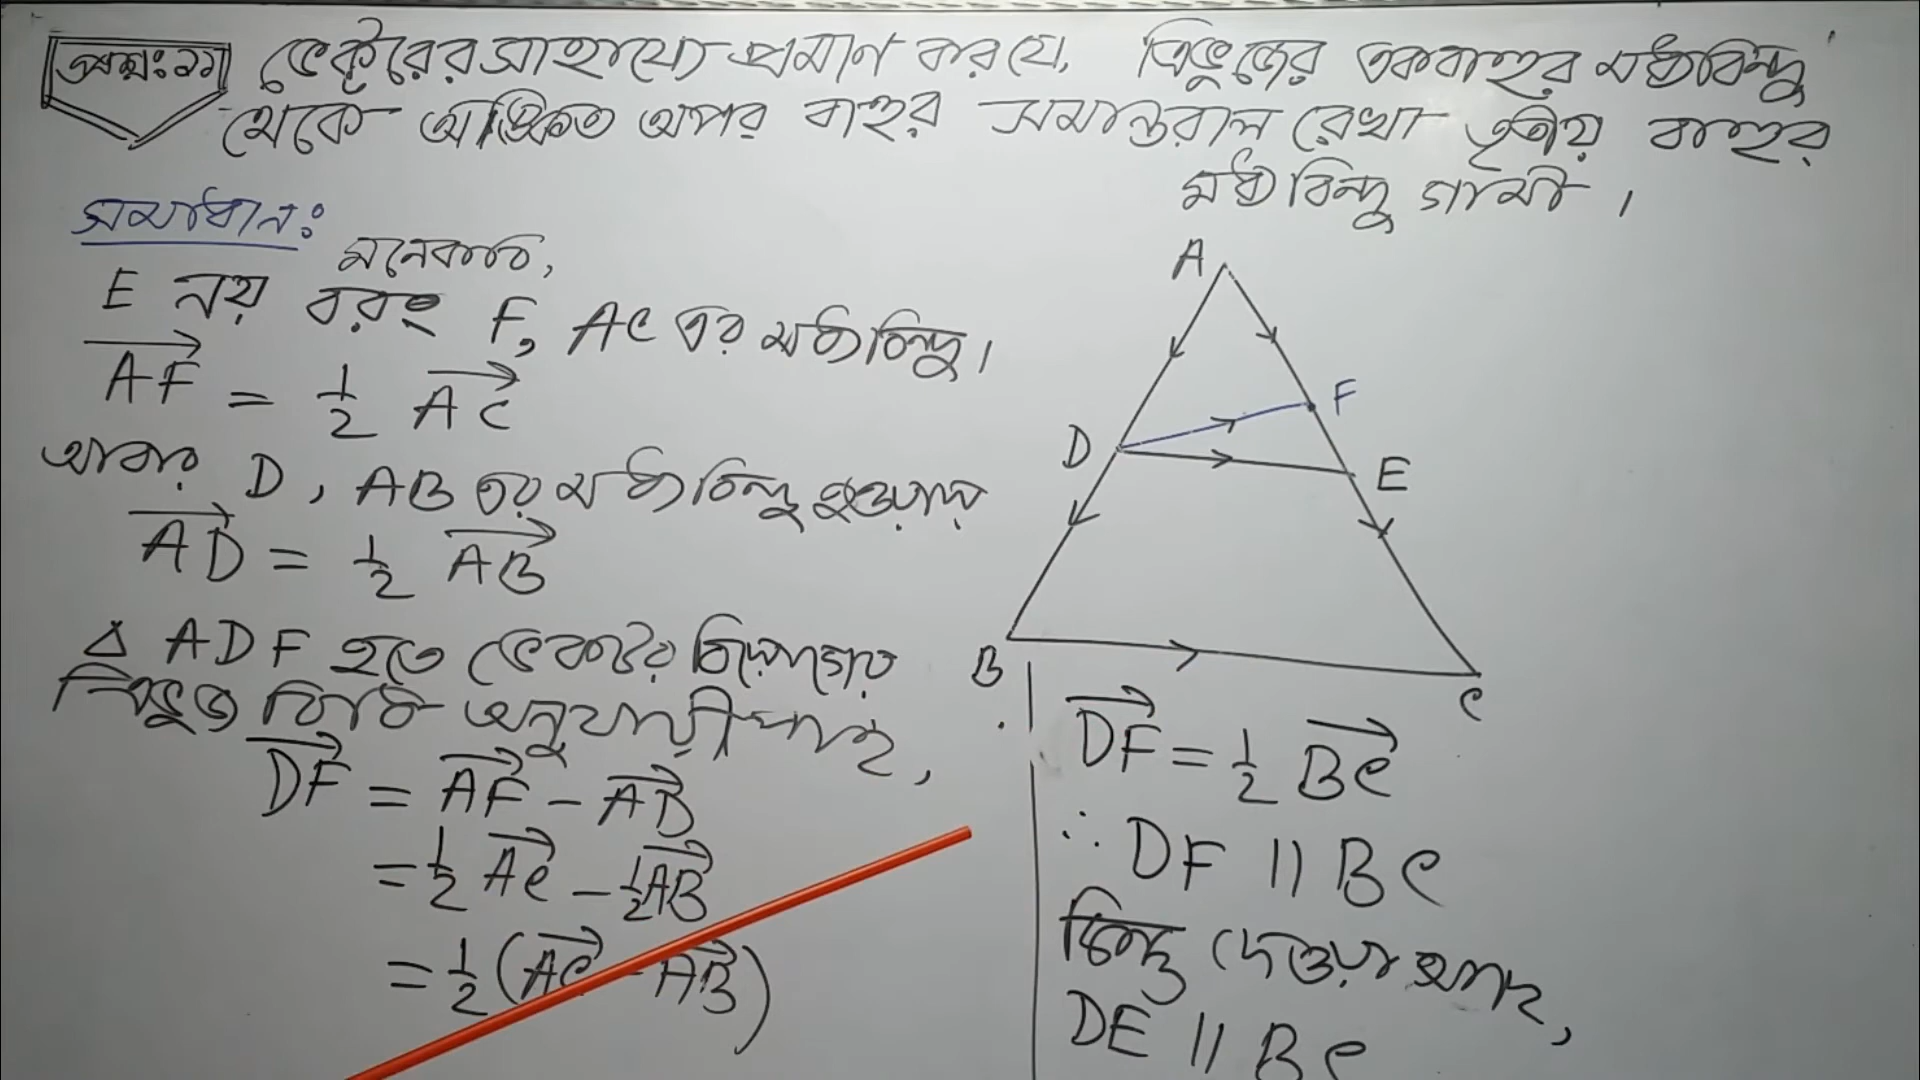 প্রশ্নঃ১১
ভেক্টরের সাহায্যে প্রমাণ কর যে, ত্রিভুজের একবাহুর মধ্যবিন্দু
থেকে অঙ্কিত অপর বাহুর সমান্তরাল রেখা তৃতীয় বাহুর
মধ্যবিন্দু গামী।
সমাধানঃ
মনেকরি,
E নয় বরং F, AC এর মধ্যবিন্দু।
AF = 1/2 AC
আবার D, AB এর মধ্যবিন্দু হওয়ায়
AD = 1/2 AB
Δ ADF হতে ভেক্টর বিয়োগের
ত্রিভুজ বিধি অনুযায়ী পাই,
DF = AF - AD
= 1/2 AC - 1/2 AB
= 1/2 (AC - AB)
A
F
D
E
B
C
DF = 1/2 BC
∴ DF || BC
কিন্তু দেওয়া আছে,
DE || BC